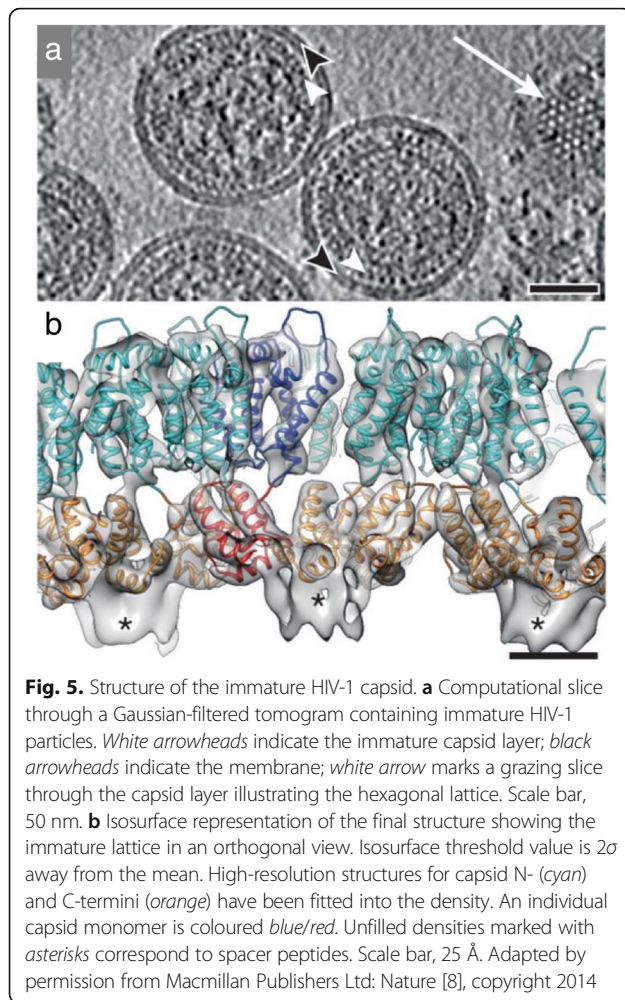 a
b
*
*
*
Fig. 5. Structure of the immature HIV-1 capsid. a Computational slice
through a Gaussian-filtered tomogram containing immature HIV-1
particles. White arrowheads indicate the immature capsid layer; black
arrowheads indicate the membrane; white arrow marks a grazing slice
through the capsid layer illustrating the hexagonal lattice. Scale bar,
50 nm. b Isosurface representation of the final structure showing the
immature lattice in an orthogonal view. Isosurface threshold value is 2σ
away from the mean. High-resolution structures for capsid N- (cyan)
and C-termini (orange) have been fitted into the density. An individual
capsid monomer is coloured blue/red. Unfilled densities marked with
asterisks correspond to spacer peptides. Scale bar, 25 Å. Adapted by
permission from Macmillan Publishers Ltd: Nature [8], copyright 2014